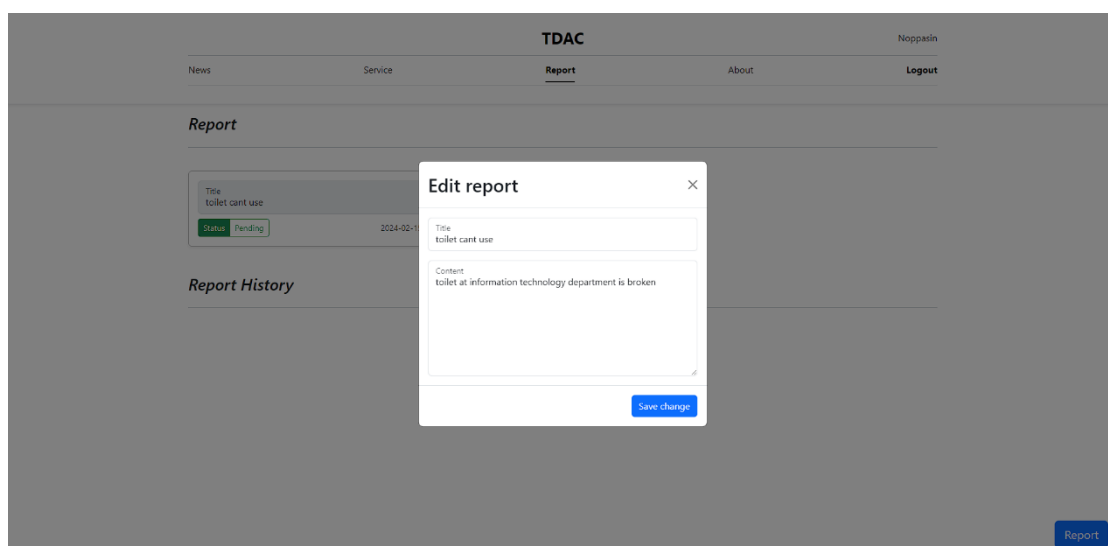 TDAC
Noppasin
News
Service
Report
About
Logout
Report
Title
toilet cant use
Status
Pending
Report History
Edit report
Title
toilet cant use
Content
toilet at information technology department is broken
Save change
Report